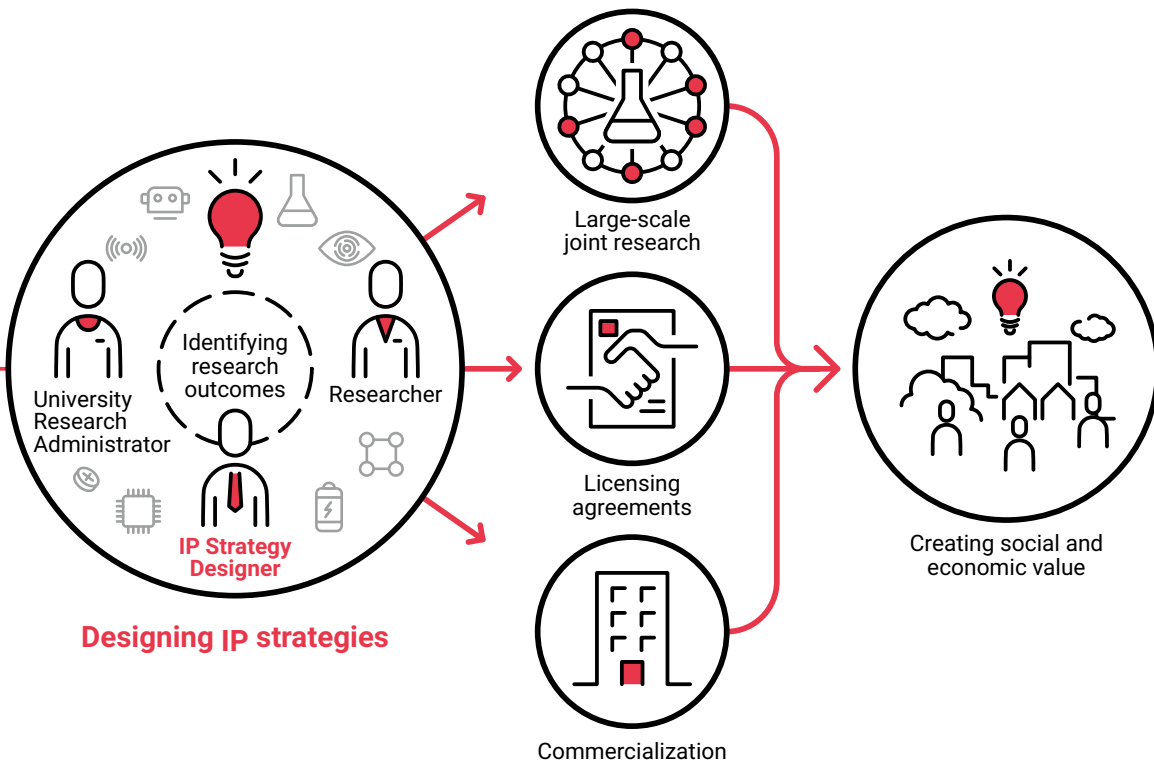 Identifying
research
outcomes
University
Research
Administrator
Researcher
IP Strategy
Designer
Designing IP strategies
Large-scale
joint research
Licensing
agreements
Commercialization
Creating social and
economic value